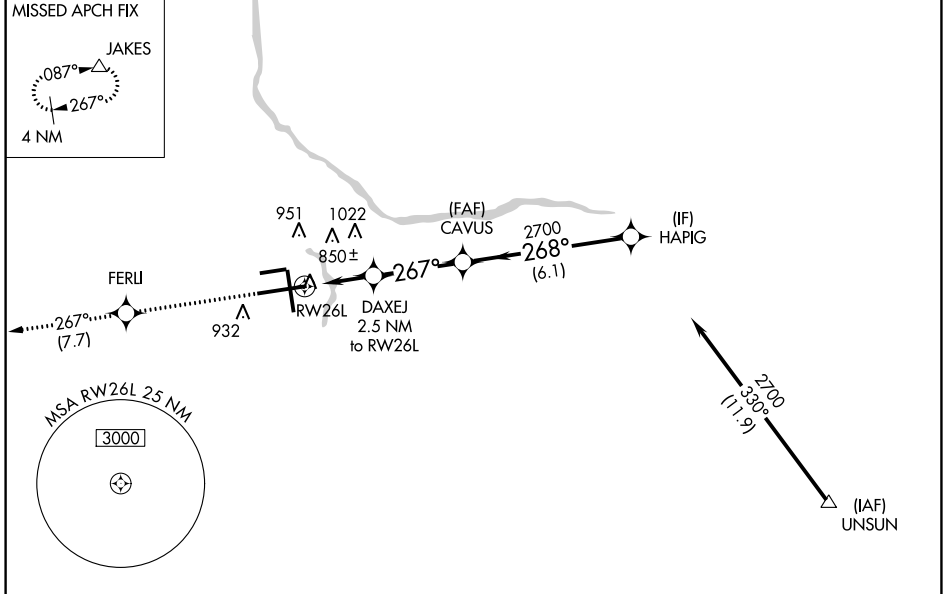 MISSED APCH FIX
JAKES
087°
267°
4 NM
951
1022
850±
(FAF)
CAVUS
2700
268°
(6.1)
(IF)
HAPIG
267°
FERLI
RW26L
DAXEJ
2.5 NM
to RW26L
932
267°
(7.7)
2700
330°
(11.9)
MSA RW26L 25 NM
3000
(IAF)
UNSUN